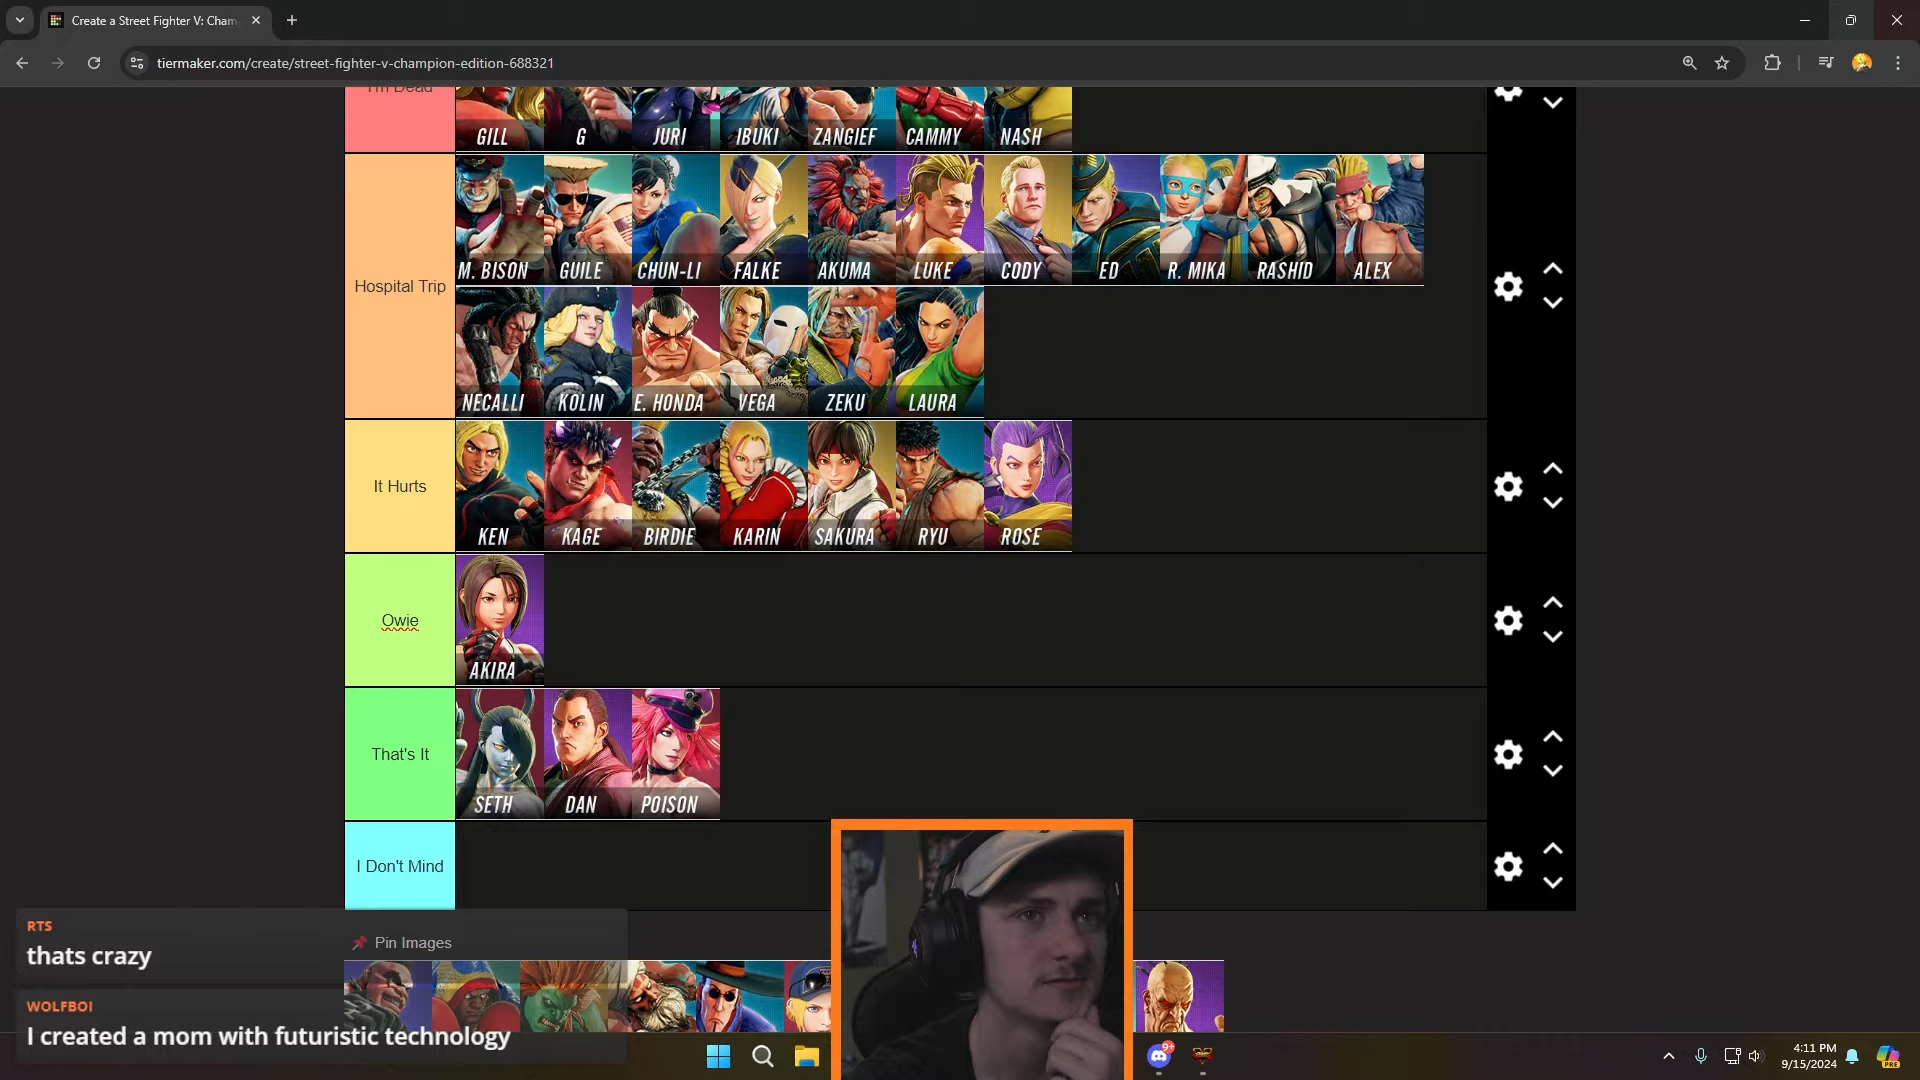 Create a Street Fighter V: Cham
tiermaker.com/create/street-fighter-v-champion-edition-688321
I'm Dead
GILL
G
JURI
IBUKI
ZANGIEF
CAMMY
NASH
Hospital Trip
M. BISON
GUILE
CHUN-LI
FALKE
AKUMA
LUKE
CODY
ED
R. MIKA
RASHID
ALEX
NECALLI
KOLIN
E. HONDA
VEGA
ZEKU
LAURA
It Hurts
KEN
KAGE
BIRDIE
KARIN
SAKURA
RYU
ROSE
Owie
AKIRA
That's It
SETH
DAN
POISON
I Don't Mind
Pin Images
RTS
thats crazy
WOLFBOI
I created a mom with futuristic technology
9+
4:11 PM
9/15/2024
PRE